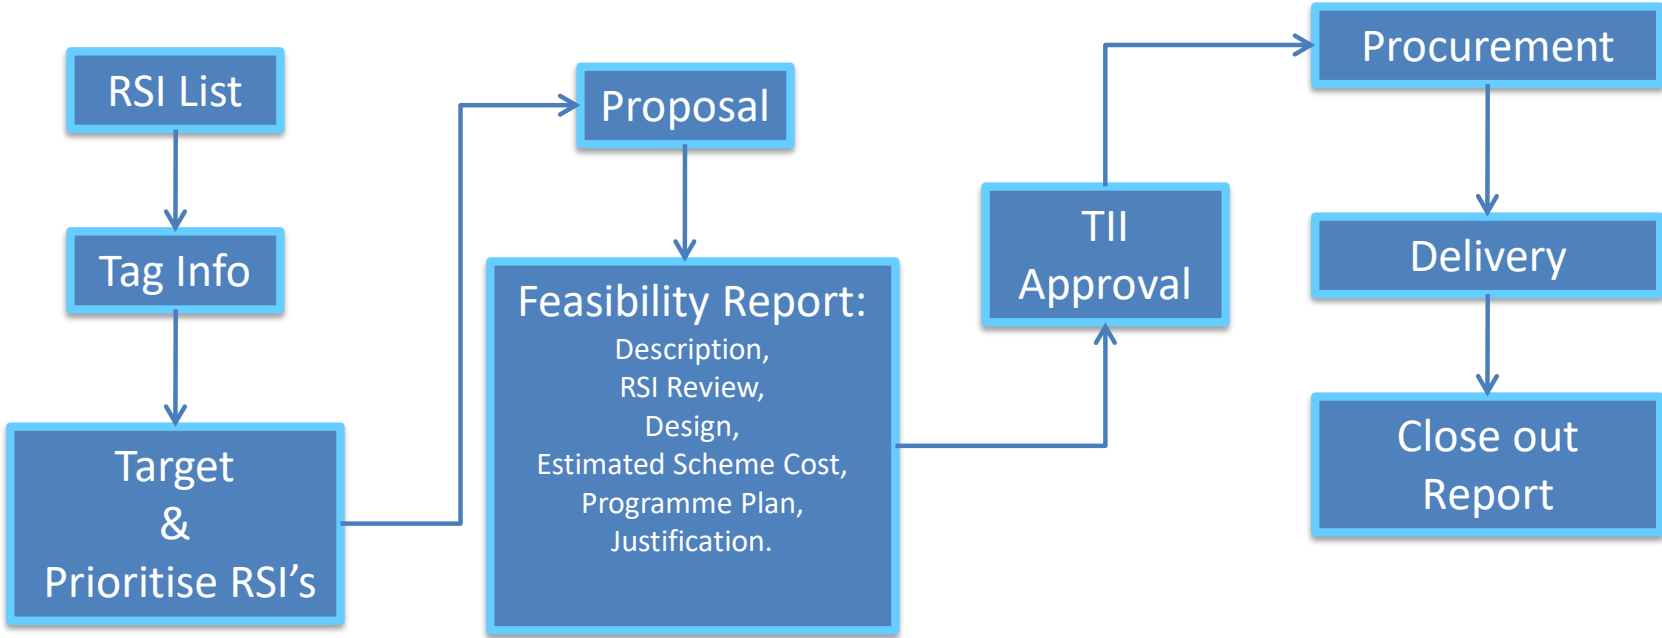 RSI List
Tag Info
Target
&
Prioritise RSI’s
Proposal
Feasibility Report:
Description,
RSI Review,
Design,
Estimated Scheme Cost,
Programme Plan,
Justification.
TII
Approval
Procurement
Delivery
Close out
Report